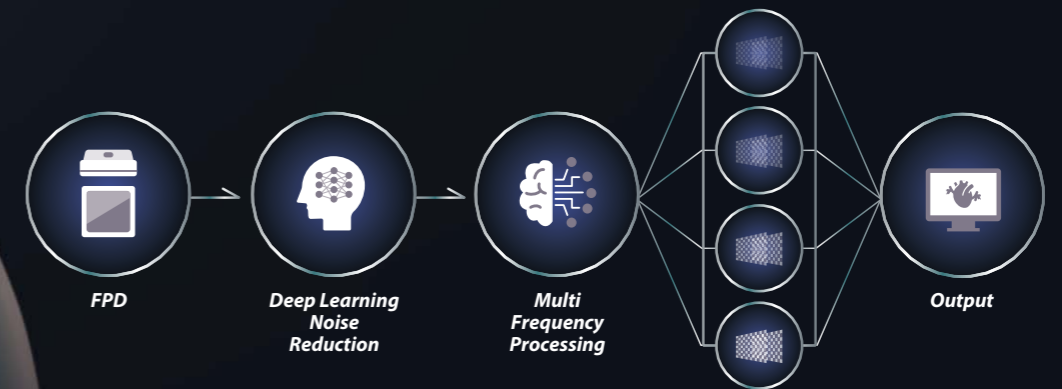 FPD
Deep Learning
Noise
Reduction
Multi
Frequency
Processing
Output